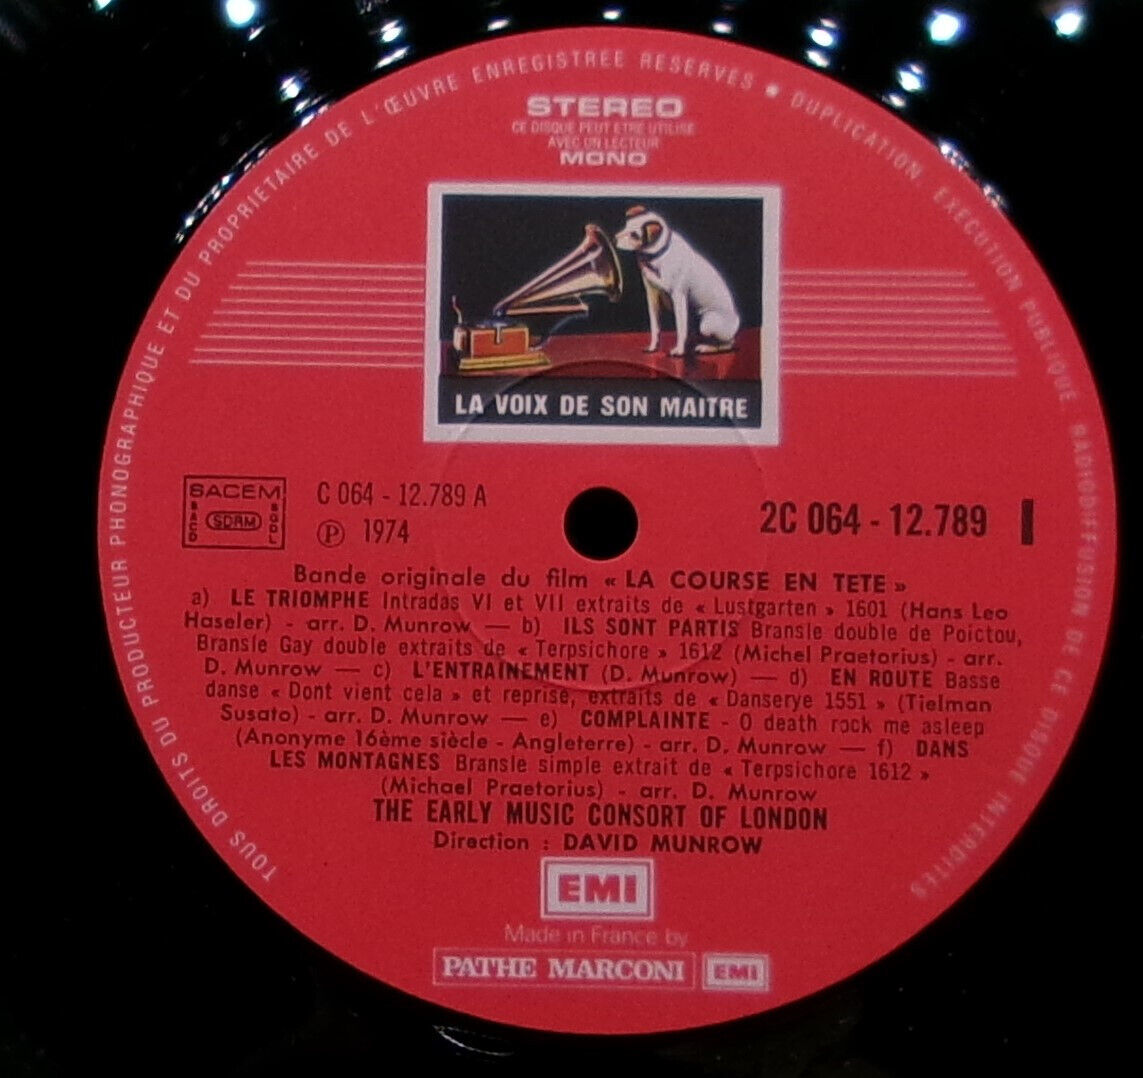 TOUS DROITS DU PRODUCTEUR PHONOGRAPHIQUE ET DU PROPRIETAIRE DE L'ŒUVRE ENREGISTREE RESERVES • DUPLICATION, EXECUTION PUBLIQUE, RADIODIFFUSION DE CE DISQUE INTERDITES
STEREO
CE DISQUE PEUT ETRE UTILISE
AVEC UN LECTEUR
MONO
LA VOIX DE SON MAITRE
SACEM
SACD
SDRM
SGDL
C 064 - 12.789 A
Ⓟ 1974
2C 064 - 12.789 I
Bande originale du film « LA COURSE EN TETE »
a) LE TRIOMPHE Intradas VI et VII extraits de « Lustgarten » 1601 (Hans Leo
Haseler) - arr. D. Munrow — b) ILS SONT PARTIS Bransle double de Poictou,
Bransle Gay double extraits de « Terpsichore » 1612 (Michel Praetorius) - arr.
D. Munrow — c) L'ENTRAINEMENT (D. Munrow) — d) EN ROUTE Basse
danse « Dont vient cela » et reprise, extraits de « Danserye 1551 » (Tielman
Susato) - arr. D. Munrow — e) COMPLAINTE - O death rock me asleep
(Anonyme 16ème siècle - Angleterre) - arr. D. Munrow — f) DANS
LES MONTAGNES Bransle simple extrait de « Terpsichore 1612 »
(Michael Praetorius) - arr. D. Munrow
THE EARLY MUSIC CONSORT OF LONDON
Direction : DAVID MUNROW
EMI
Made in France by
PATHE MARCONI EMI